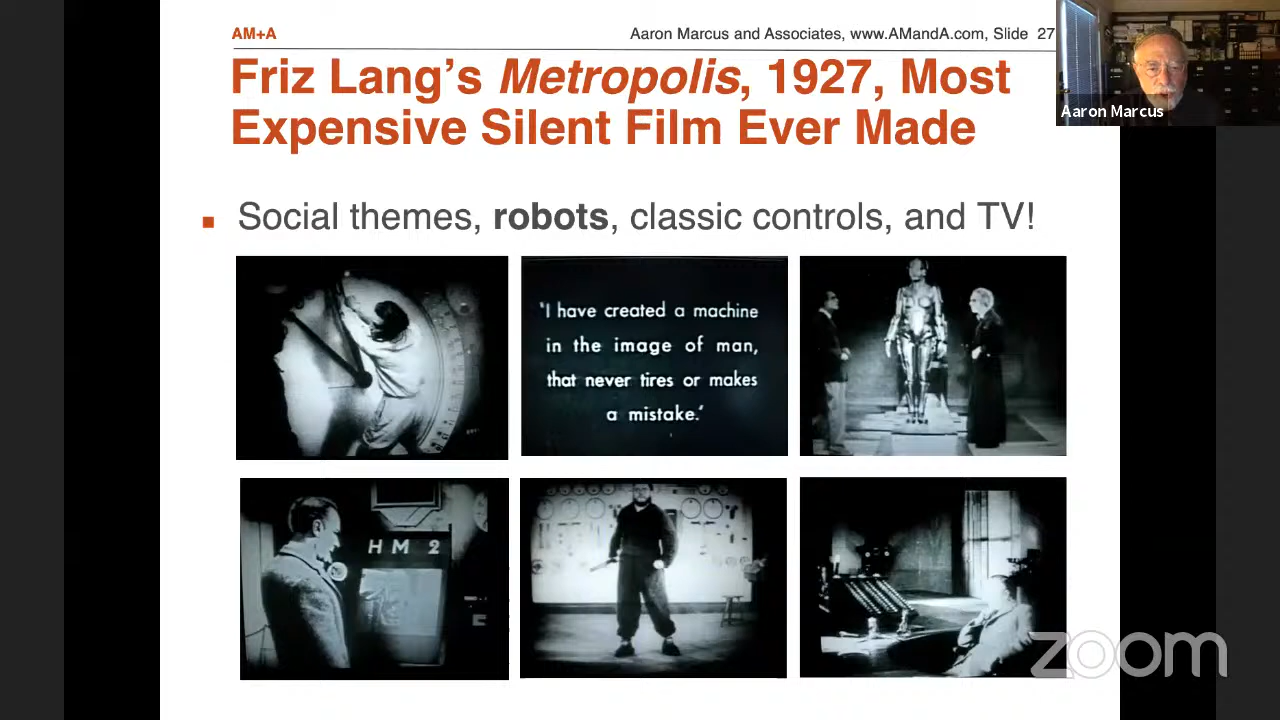 AM+A
Aaron Marcus and Associates, www.AMandA.com, Slide 27
Friz Lang's Metropolis, 1927, Most
Expensive Silent Film Ever Made
Aaron Marcus
Social themes, robots, classic controls, and TV!
'I have created a machine
in the image of man,
that never tires or makes
a mistake.'
HM 2
zoom